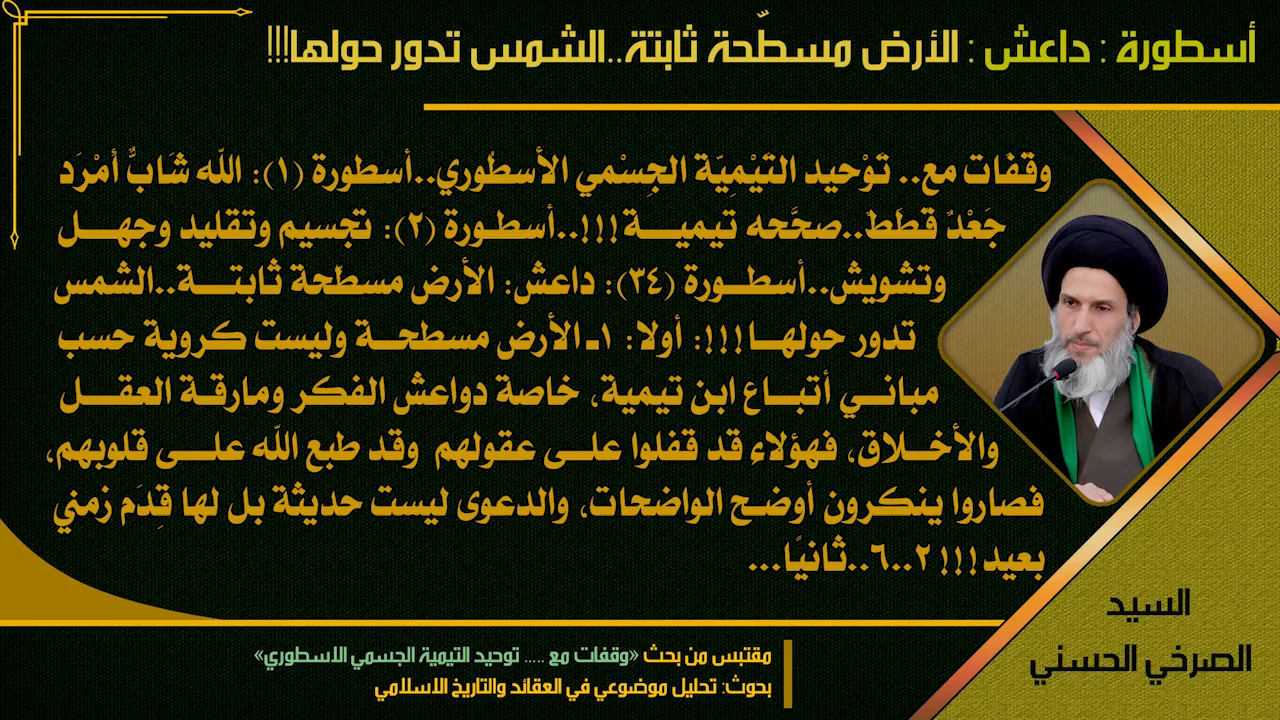 أسطورة : داعش : الأرض مسطّحة ثابتة..الشمس تدور حولها!!!
وقفات مع.. تَوْحيد التَيْمِيّة الجِسْمي الأسطُوري..أسطورة (١): اللّه شَابٌّ أَمْرَد
جَعْدٌ قطَطٌ..صحَّحه تيمية!!!..أسطورة (٢): تجسيم وتقليد وجهل
وتشويش..أسطورة (٣٤): داعش: الأرض مسطحة ثابتة..الشمس
تدور حولها!!!: أولا: ١ـ الأرض مسطحة وليست كروية حسب
مباني أتباع ابن تيمية، خاصة دواعش الفكر ومارقة العقل
والأخلاق، فهؤلاء قد قفلوا على عقولهم وقد طبع اللّه على قلوبهم،
فصاروا ينكرون أوضح الواضحات، والدعوى ليست حديثة بل لها قِدَم زمني
بعيد!!! ٢..٦..ثانيًا...
السيد
الصرخي الحسني
مقتبس من بحث «وقفات مع ..... توحيد التيمية الجسمي الاسطوري»
بحوث: تحليل موضوعي في العقائد والتاريخ الاسلامي